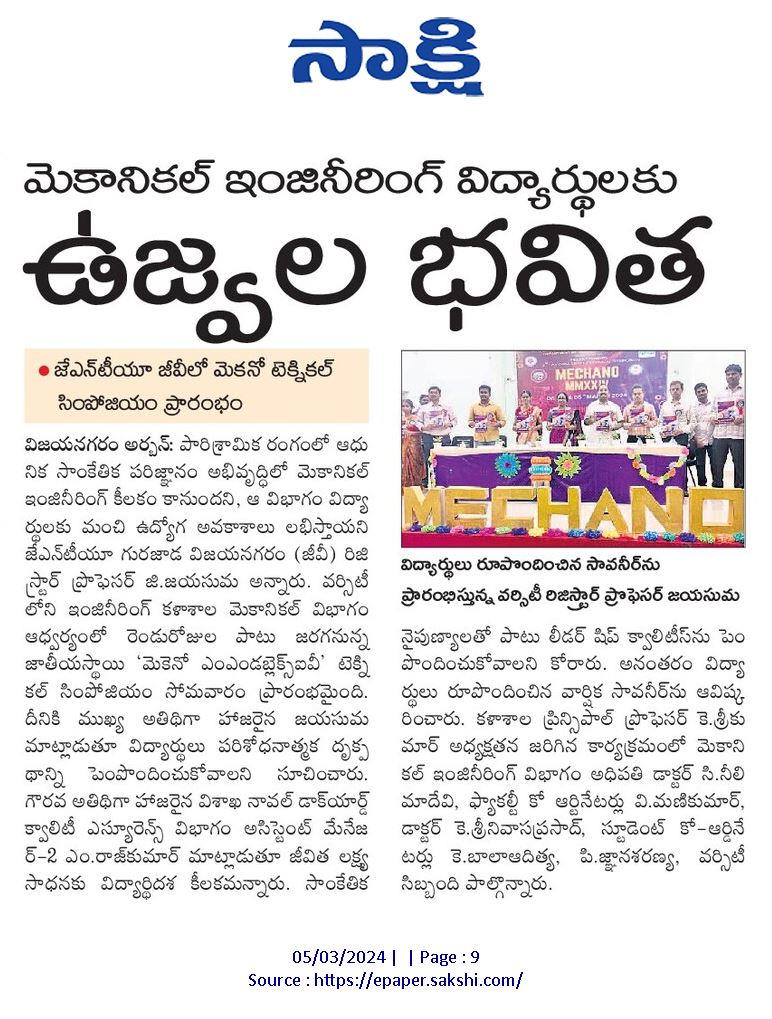 సాక్షి
మెకానికల్ ఇంజినీరింగ్ విద్యార్థులకు
ఉజ్వల భవిత
• జేఎన్‌టీయూ జీవీలో మెకనో టెక్నికల్
సింపోజియం ప్రారంభం
విజయనగరం అర్బన్: పారిశ్రామిక రంగంలో ఆధు
నిక సాంకేతిక పరిజ్ఞానం అభివృద్ధిలో మెకానికల్
ఇంజినీరింగ్ కీలకం కానుందని, ఆ విభాగం విద్యా
ర్థులకు మంచి ఉద్యోగ అవకాశాలు లభిస్తాయని
జేఎన్‌టీయూ గురజాడ విజయనగరం (జీవీ) రిజి
స్ట్రార్ ప్రొఫెసర్ జి.జయసుమ అన్నారు. వర్సిటీ
లోని ఇంజినీరింగ్ కళాశాల మెకానికల్ విభాగం
ఆధ్వర్యంలో రెండురోజుల పాటు జరగనున్న
జాతీయస్థాయి 'మెకెనో ఎంఎండబ్లెక్స్ఐవీ' టెక్ని
కల్ సింపోజియం సోమవారం ప్రారంభమైంది.
దీనికి ముఖ్య అతిథిగా హాజరైన జయసుమ
మాట్లాడుతూ విద్యార్థులు పరిశోధనాత్మక దృక్ప
థాన్ని పెంపొందించుకోవాలని సూచించారు.
గౌరవ అతిథిగా హాజరైన విశాఖ నావల్ డాక్‌యార్డ్
క్వాలిటీ ఎస్యూరెన్స్ విభాగం అసిస్టెంట్ మేనేజ
ర్-2 ఎం.రాజ్‌కుమార్ మాట్లాడుతూ జీవిత లక్ష్య
సాధనకు విద్యార్థిదశ కీలకమన్నారు. సాంకేతిక
MECHANO
MMXXIV
MECHANO
విద్యార్థులు రూపొందించిన సావనీర్‌ను
ప్రారంభిస్తున్న వర్సిటీ రిజిస్ట్రార్ ప్రొఫెసర్ జయసుమ
నైపుణ్యాలతో పాటు లీడర్ షిప్ క్వాలిటీస్‌ను పెం
పొందించుకోవాలని కోరారు. అనంతరం విద్యా
ర్థులు రూపొందించిన వార్షిక సావనీర్‌ను ఆవిష్క
రించారు. కళాశాల ప్రిన్సిపాల్ ప్రొఫెసర్ కె.శ్రీకు
మార్ అధ్యక్షతన జరిగిన కార్యక్రమంలో మెకాని
కల్ ఇంజినీరింగ్ విభాగం అధిపతి డాక్టర్ సి.నీలి
మాదేవి, ఫ్యాకల్టీ కో ఆర్టినేటర్లు వి.మణికుమార్,
డాక్టర్ కె.శ్రీనివాసప్రసాద్, స్టూడెంట్ కో-ఆర్డినే
టర్లు కె.బాలాఆదిత్య, పి.జ్ఞానశరణ్య, వర్సిటీ
సిబ్బంది పాల్గొన్నారు.
05/03/2024 | | Page : 9
Source : https://epaper.sakshi.com/